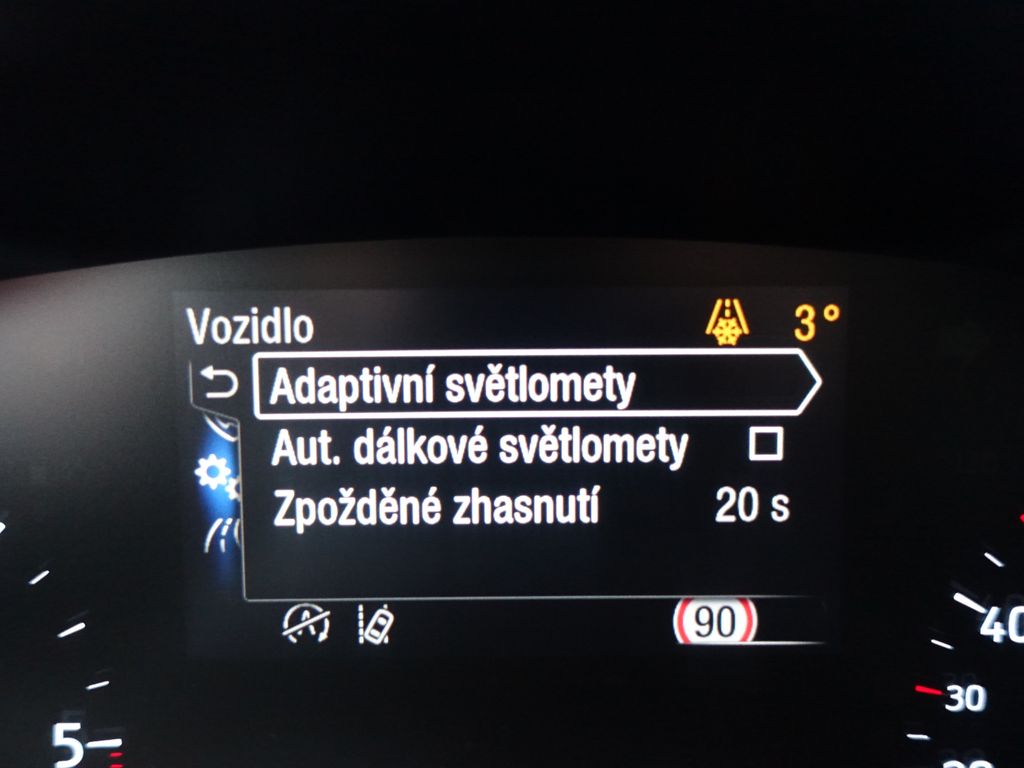 Vozidlo 3°
Adaptivní světlomety
Aut. dálkové světlomety
Zpožděné zhasnutí 20 s
A
90
40
30
5